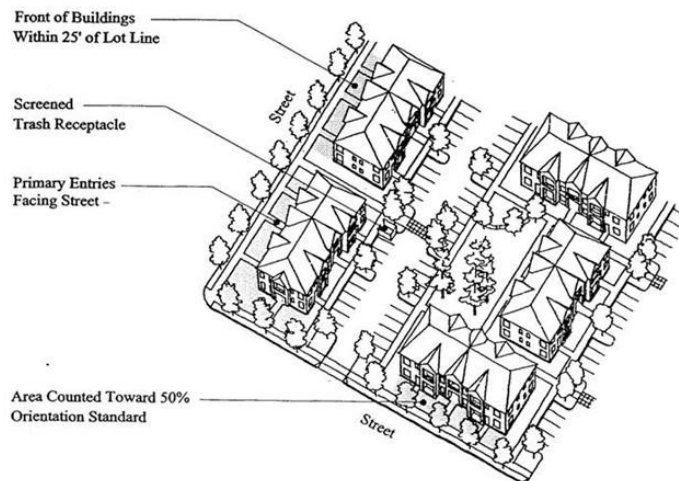 Front of Buildings
Within 25' of Lot Line
Street
Screened
Trash Receptacle
Primary Entries
Facing Street –
Area Counted Toward 50%
Orientation Standard
Street